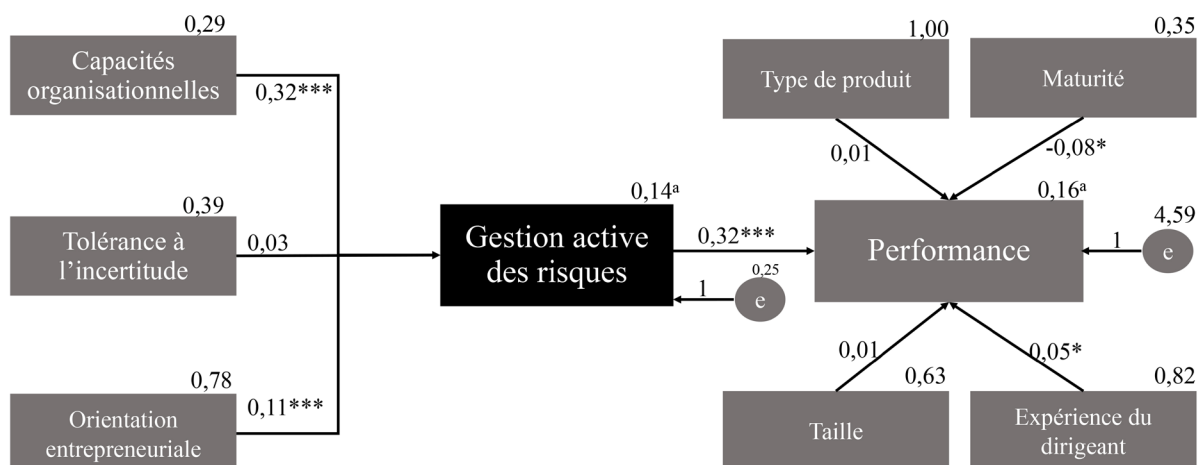 0,29
Capacités
organisationnelles
0,32***
0,39
Tolérance à
l’incertitude
0,03
0,78
Orientation
entrepreneuriale
0,11***
0,14ᵃ
Gestion active
des risques
0,32***
1
0,25
e
1,00
Type de produit
0,01
0,35
Maturité
-0,08*
0,16ᵃ
Performance
1
4,59
e
0,01
0,63
Taille
0,05*
0,82
Expérience du
dirigeant